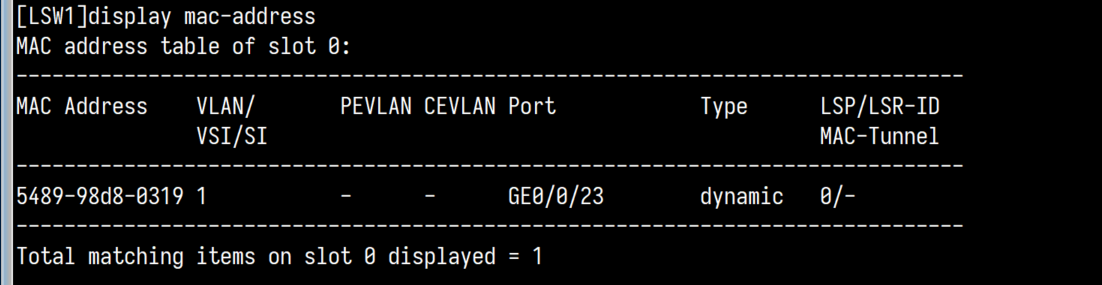 [LSW1]display mac-address
MAC address table of slot 0:
-------------------------------------------------------------------------------
MAC Address    VLAN/       PEVLAN CEVLAN Port            Type      LSP/LSR-ID
               VSI/SI                                              MAC-Tunnel
-------------------------------------------------------------------------------
5489-98d8-0319 1           -      -      GE0/0/23        dynamic   0/-
-------------------------------------------------------------------------------
Total matching items on slot 0 displayed = 1